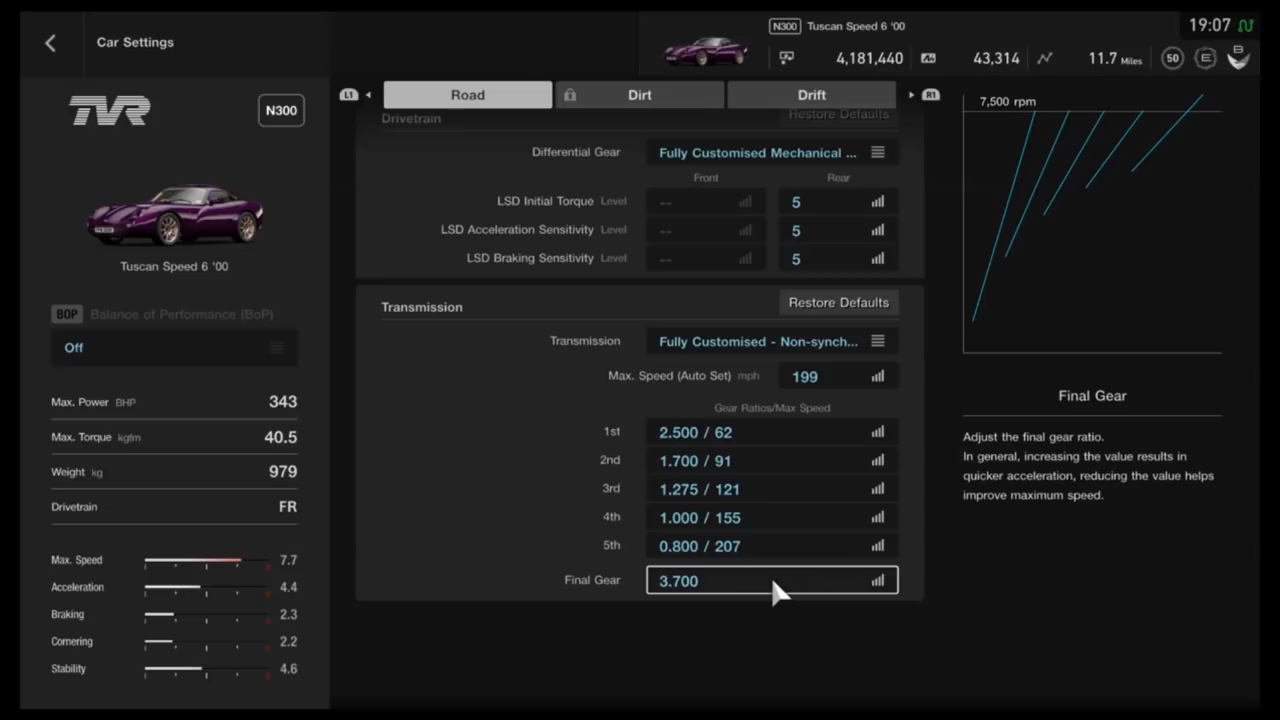 Car Settings
N300 Tuscan Speed 6 '00
19:07
4,181,440
43,314
11.7 Miles
50
E
B
TVR
N300
Tuscan Speed 6 '00
BOP Balance of Performance (BoP)
Off
Max. Power BHP 343
Max. Torque kgfm 40.5
Weight kg 979
Drivetrain FR
Max. Speed 7.7
Acceleration 4.4
Braking 2.3
Cornering 2.2
Stability 4.6
L1 Road Dirt Drift R1
Drivetrain Restore Defaults
Differential Gear Fully Customised Mechanical ...
Front Rear
LSD Initial Torque Level -- 5
LSD Acceleration Sensitivity Level -- 5
LSD Braking Sensitivity Level -- 5
Transmission Restore Defaults
Transmission Fully Customised - Non-synch...
Max. Speed (Auto Set) mph 199
Gear Ratios/Max Speed
1st 2.500 / 62
2nd 1.700 / 91
3rd 1.275 / 121
4th 1.000 / 155
5th 0.800 / 207
Final Gear 3.700
7,500 rpm
Final Gear
Adjust the final gear ratio.
In general, increasing the value results in
quicker acceleration, reducing the value helps
improve maximum speed.